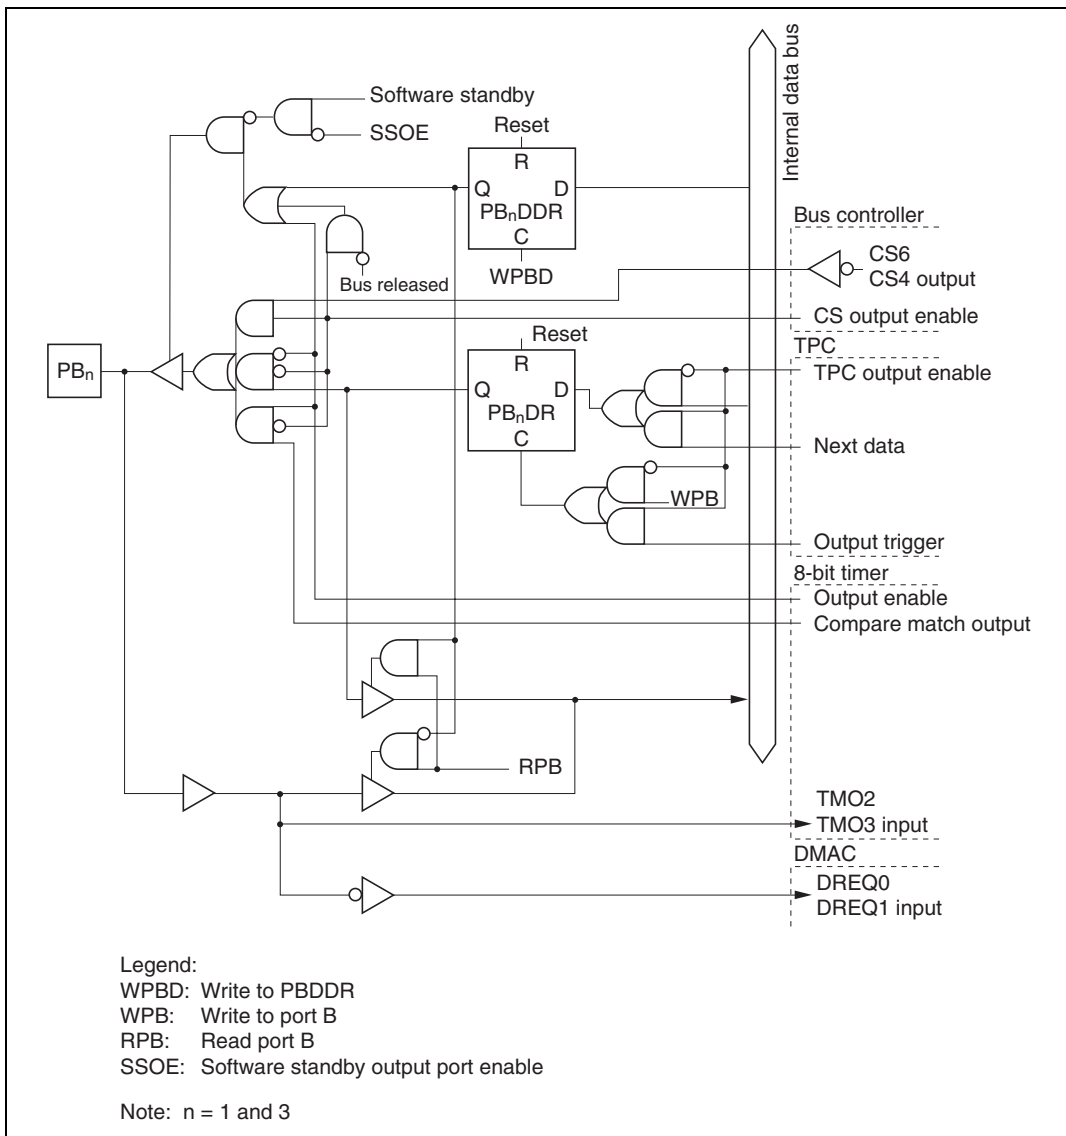 Software standby
SSOE
Reset
R
Q D
PBnDDR
C
WPBD
Internal data bus
Bus controller
CS6
CS4 output
Bus released
CS output enable
Reset
TPC
R
TPC output enable
PBn
Q D
PBnDR
C
Next data
WPB
Output trigger
8-bit timer
Output enable
Compare match output
RPB
TMO2
TMO3 input
DMAC
DREQ0
DREQ1 input
Legend:
WPBD: Write to PBDDR
WPB: Write to port B
RPB: Read port B
SSOE: Software standby output port enable
Note: n = 1 and 3